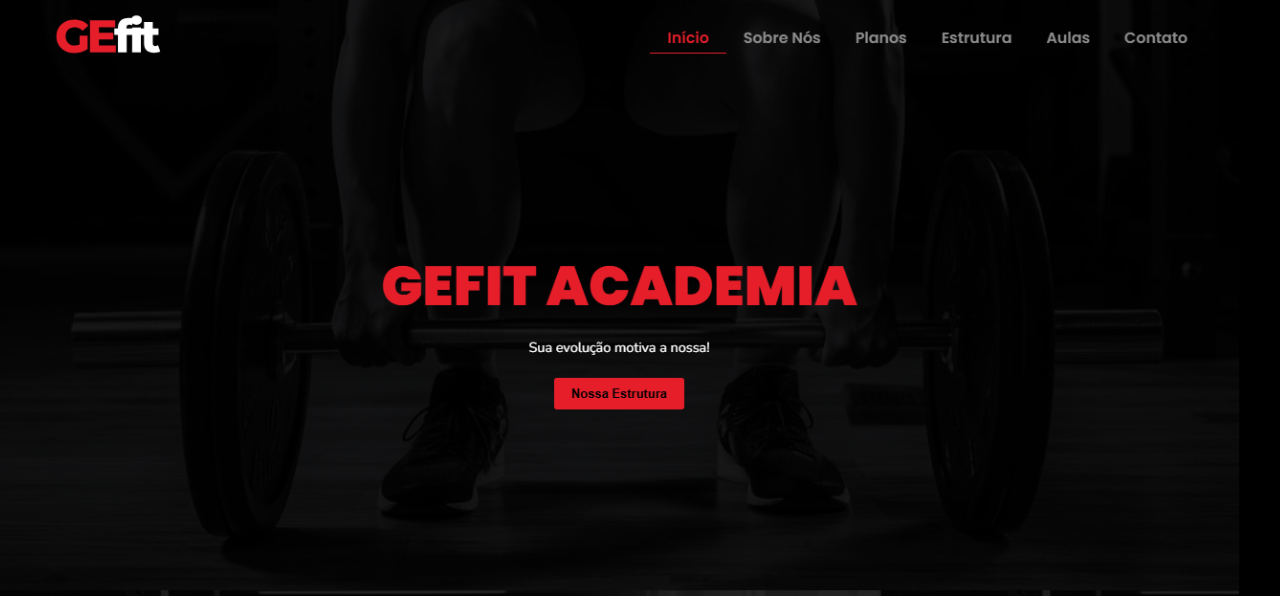 GEfit
Início Sobre Nós Planos Estrutura Aulas Contato
GEFIT ACADEMIA
Sua evolução motiva a nossa!
Nossa Estrutura